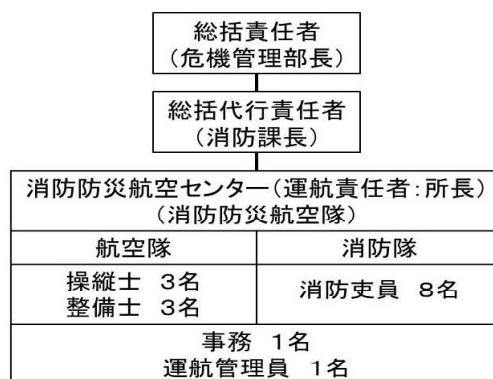 総括責任者
(危機管理部長)
総括代行責任者
(消防課長)
消防防災航空センター(運航責任者:所長)
(消防防災航空隊)
航空隊
消防隊
操縦士 3名
整備士 3名
消防吏員 8名
事務 1名
運航管理員 1名